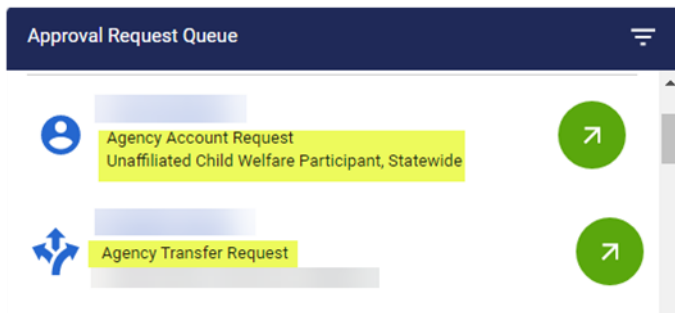 Approval Request Queue
Agency Account Request
Unaffiliated Child Welfare Participant, Statewide
Agency Transfer Request